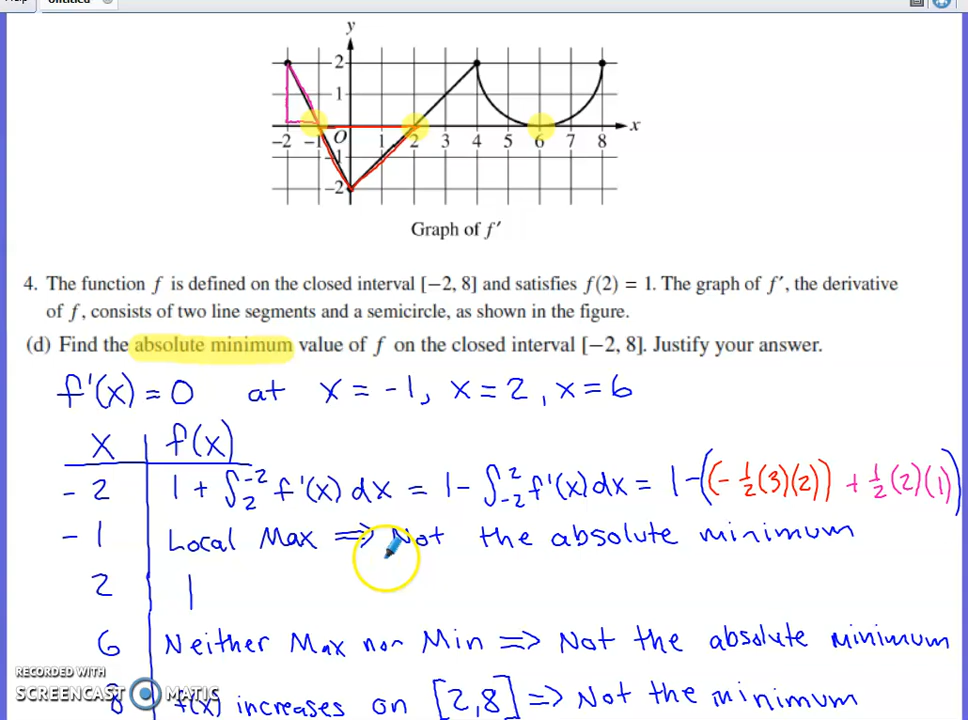 Help
Untitled
y
2
1
-2 -1 O 1 2 3 4 5 6 7 8 x
-1
-2
Graph of f′
4. The function f is defined on the closed interval [−2, 8] and satisfies f(2) = 1. The graph of f′, the derivative
of f, consists of two line segments and a semicircle, as shown in the figure.
(d) Find the absolute minimum value of f on the closed interval [−2, 8]. Justify your answer.
f'(x) = 0 at x = -1, x = 2, x = 6
x | f(x)
-2 | 1 + ∫₂⁻² f'(x) dx = 1 - ∫₋₂² f'(x) dx = 1 - ((-½(3)(2)) + ½(2)(1))
-1 | Local Max ⇒ Not the absolute minimum
2 | 1
6 | Neither Max nor Min ⇒ Not the absolute minimum
8 | f(x) increases on [2,8] ⇒ Not the minimum
RECORDED WITH
SCREENCAST MATIC